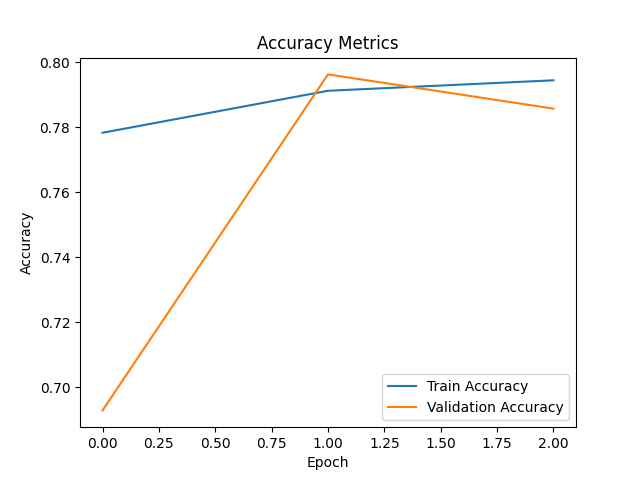 Accuracy Metrics
Accuracy
0.80
0.78
0.76
0.74
0.72
0.70
Train Accuracy
Validation Accuracy
0.00 0.25 0.50 0.75 1.00 1.25 1.50 1.75 2.00
Epoch